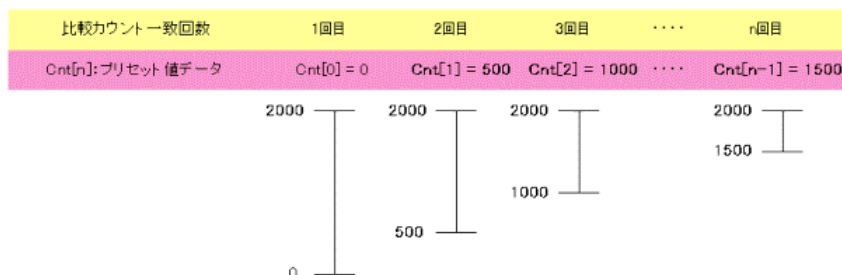 比較カウント一致回数 1回目 2回目 3回目 ‥‥ n回目
Cnt[n]:プリセット値データ Cnt[0] = 0 Cnt[1] = 500 Cnt[2] = 1000 ‥‥ Cnt[n-1] = 1500
2000 2000 2000 2000
1500
1000
500
0